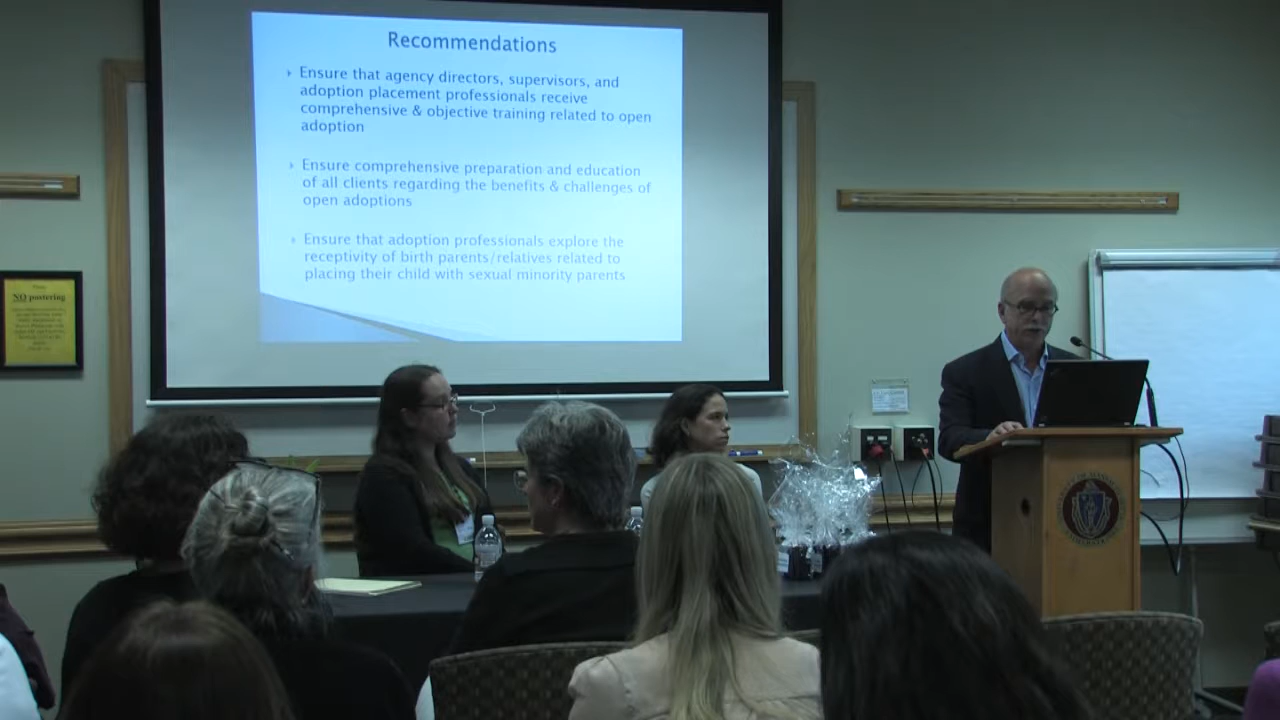 Recommendations
Ensure that agency directors, supervisors, and
adoption placement professionals receive
comprehensive & objective training related to open
adoption
Ensure comprehensive preparation and education
of all clients regarding the benefits & challenges of
open adoptions
Ensure that adoption professionals explore the
receptivity of birth parents/relatives related to
placing their child with sexual minority parents
NO postering